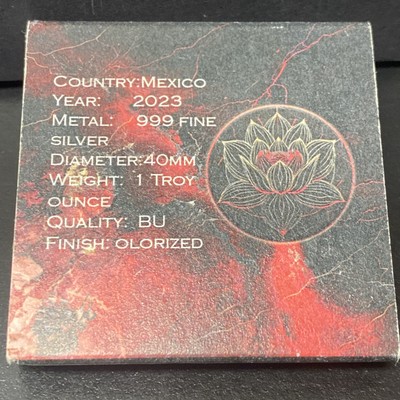 Country:Mexico
Year: 2023
Metal: 999 fine
silver
Diameter:40mm
Weight: 1 Troy
ounce
Quality: BU
Finish: olorized